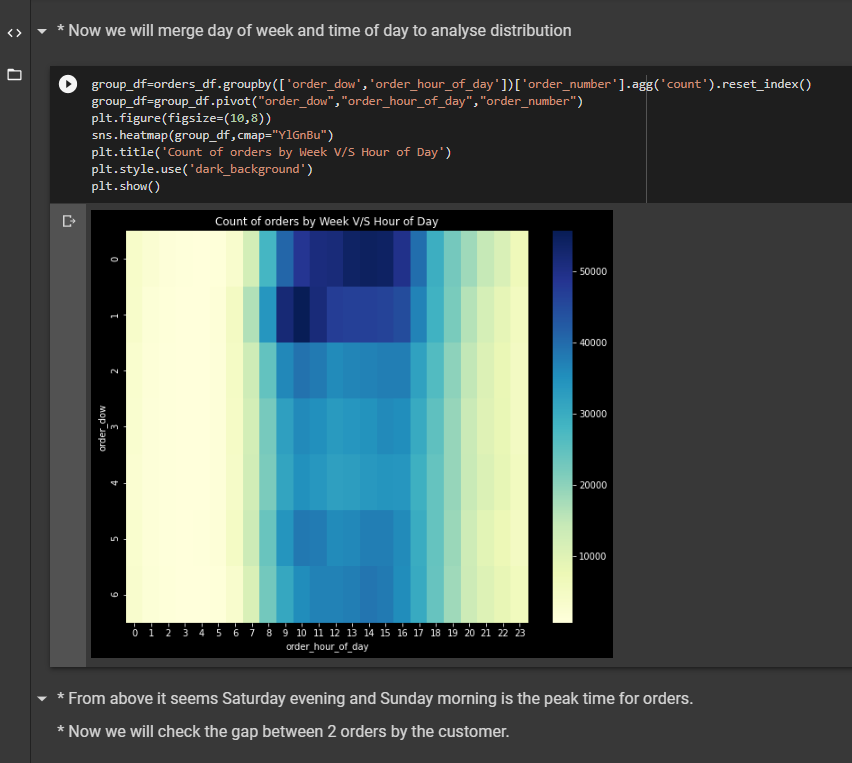 * Now we will merge day of week and time of day to analyse distribution
group_df=orders_df.groupby(['order_dow','order_hour_of_day'])['order_number'].agg('count').reset_index()
group_df=group_df.pivot("order_dow","order_hour_of_day","order_number")
plt.figure(figsize=(10,8))
sns.heatmap(group_df,cmap="YlGnBu")
plt.title('Count of orders by Week V/S Hour of Day')
plt.style.use('dark_background')
plt.show()
Count of orders by Week V/S Hour of Day
order_dow
0
1
2
3
4
5
6
50000
40000
30000
20000
10000
0 1 2 3 4 5 6 7 8 9 10 11 12 13 14 15 16 17 18 19 20 21 22 23
order_hour_of_day
* From above it seems Saturday evening and Sunday morning is the peak time for orders.
* Now we will check the gap between 2 orders by the customer.